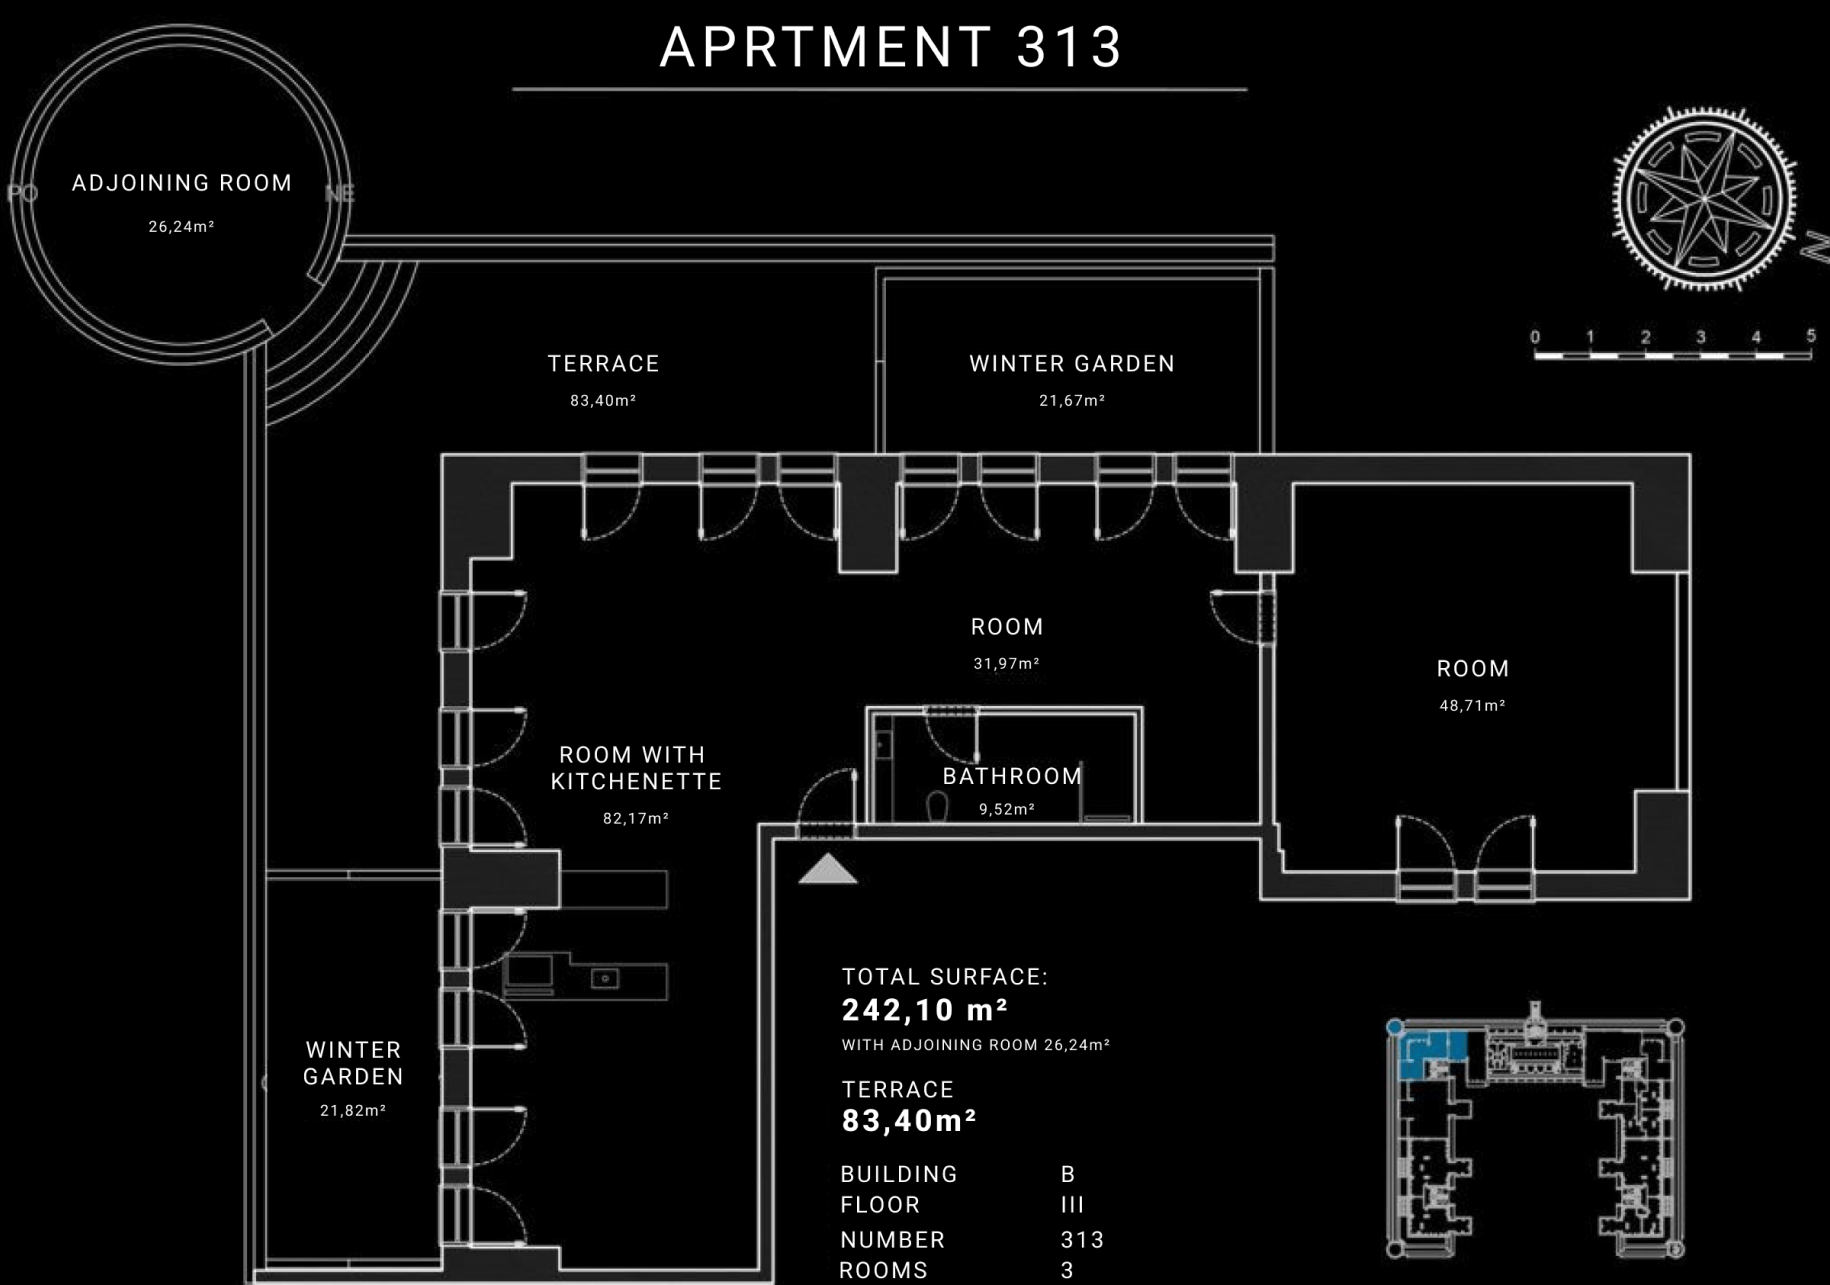 APRTMENT 313
ADJOINING ROOM
PO NE
26,24m²
N
0 1 2 3 4 5
TERRACE
83,40m²
WINTER GARDEN
21,67m²
ROOM
31,97m²
ROOM
48,71m²
ROOM WITH
KITCHENETTE
82,17m²
BATHROOM
9,52m²
WINTER
GARDEN
21,82m²
TOTAL SURFACE:
242,10 m²
WITH ADJOINING ROOM 26,24m²
TERRACE
83,40m²
BUILDING B
FLOOR III
NUMBER 313
ROOMS 3